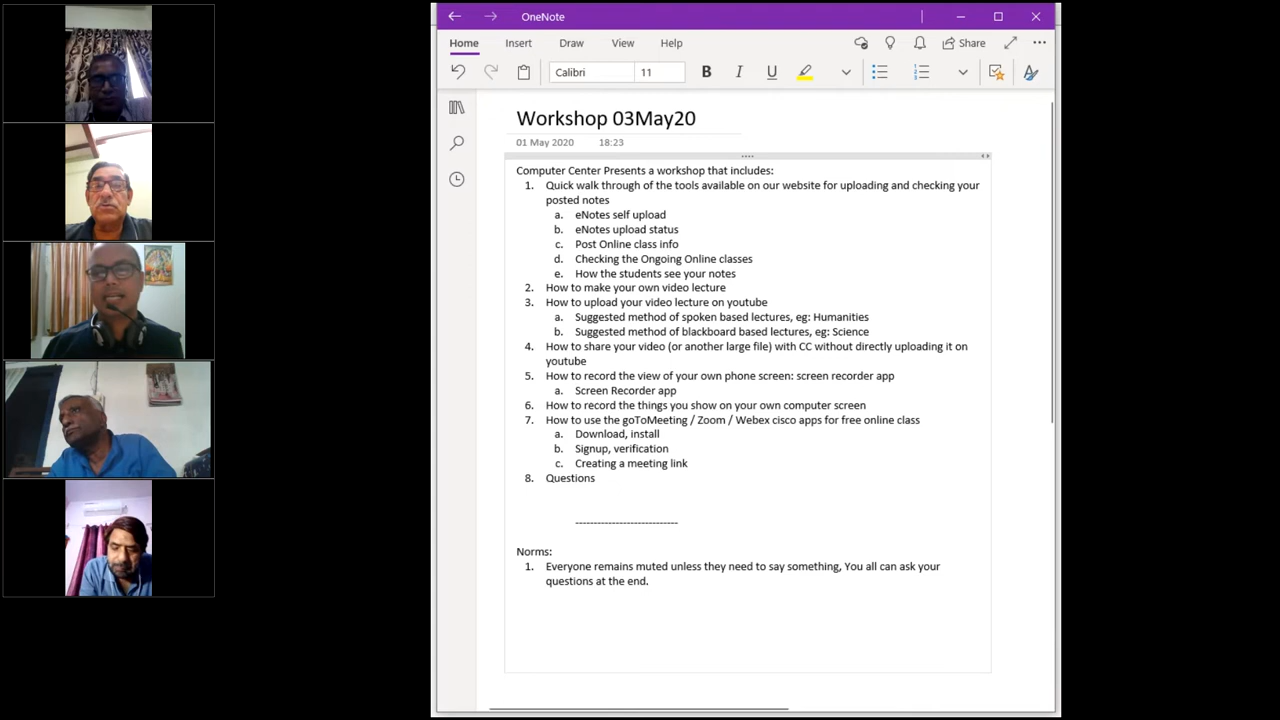 OneNote
Home Insert Draw View Help Share
Calibri 11 B I U
Workshop 03May20
01 May 2020 18:23
Computer Center Presents a workshop that includes:
1. Quick walk through of the tools available on our website for uploading and checking your
posted notes
a. eNotes self upload
b. eNotes upload status
c. Post Online class info
d. Checking the Ongoing Online classes
e. How the students see your notes
2. How to make your own video lecture
3. How to upload your video lecture on youtube
a. Suggested method of spoken based lectures, eg: Humanities
b. Suggested method of blackboard based lectures, eg: Science
4. How to share your video (or another large file) with CC without directly uploading it on
youtube
5. How to record the view of your own phone screen: screen recorder app
a. Screen Recorder app
6. How to record the things you show on your own computer screen
7. How to use the goToMeeting / Zoom / Webex cisco apps for free online class
a. Download, install
b. Signup, verification
c. Creating a meeting link
8. Questions
----------------------------
Norms:
1. Everyone remains muted unless they need to say something, You all can ask your
questions at the end.